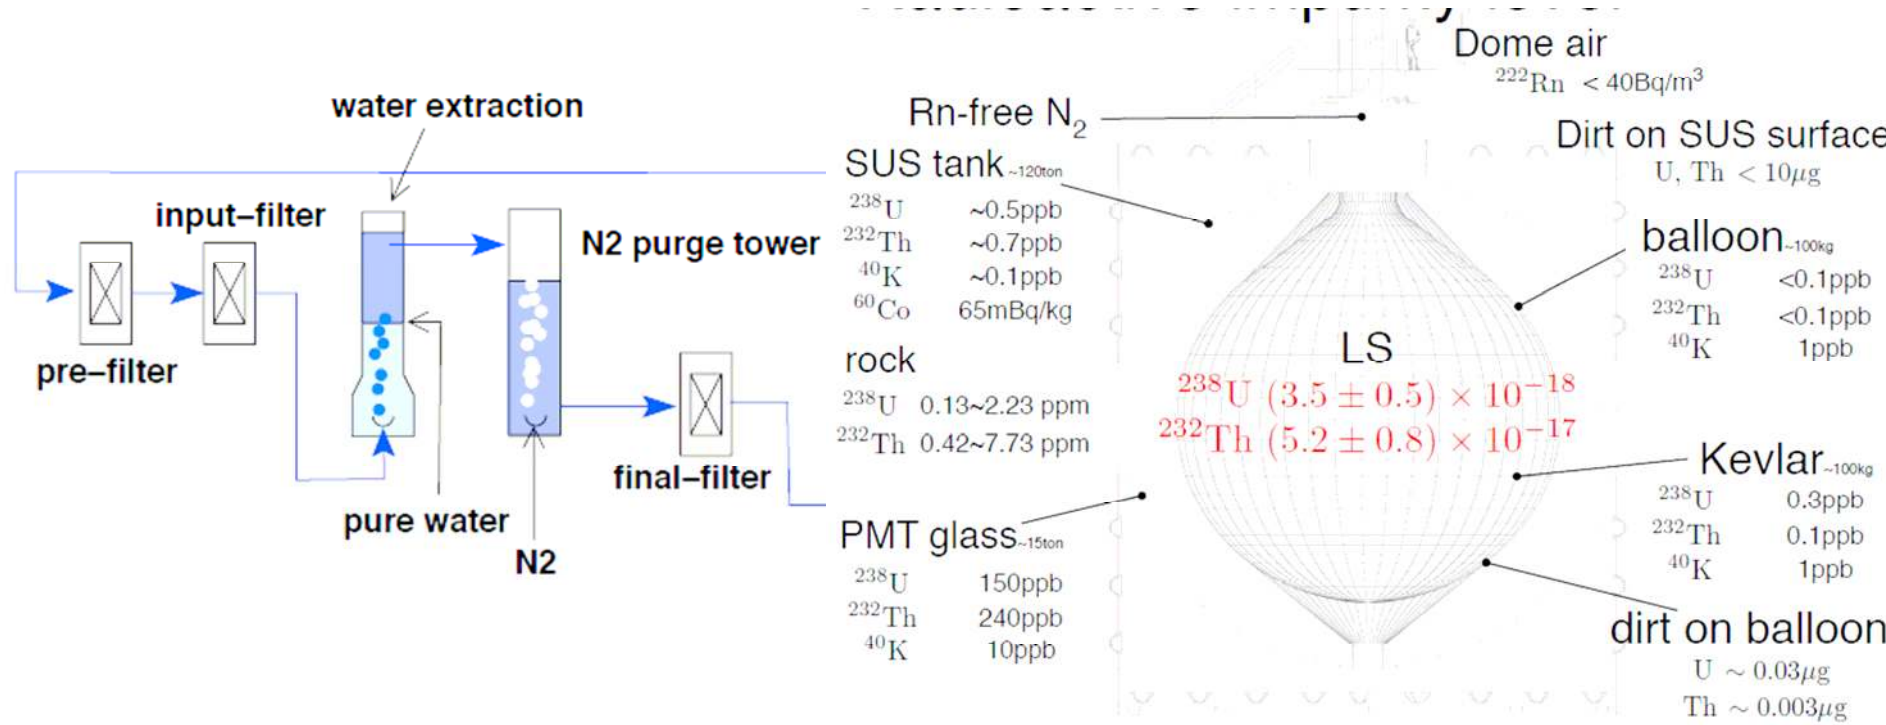 Radioactive impurity level
water extraction
input–filter
N2 purge tower
pre–filter
final–filter
pure water
N2
Dome air
²²²Rn < 40Bq/m³
Rn-free N₂
Dirt on SUS surface
U, Th < 10μg
SUS tank ~120ton
²³⁸U ~0.5ppb
²³²Th ~0.7ppb
⁴⁰K ~0.1ppb
⁶⁰Co 65mBq/kg
balloon ~100kg
²³⁸U <0.1ppb
²³²Th <0.1ppb
⁴⁰K 1ppb
rock
²³⁸U 0.13~2.23 ppm
²³²Th 0.42~7.73 ppm
LS
²³⁸U (3.5 ± 0.5) × 10⁻¹⁸
²³²Th (5.2 ± 0.8) × 10⁻¹⁷
Kevlar ~100kg
²³⁸U 0.3ppb
²³²Th 0.1ppb
⁴⁰K 1ppb
PMT glass ~15ton
²³⁸U 150ppb
²³²Th 240ppb
⁴⁰K 10ppb
dirt on balloon
U ~ 0.03μg
Th ~ 0.003μg